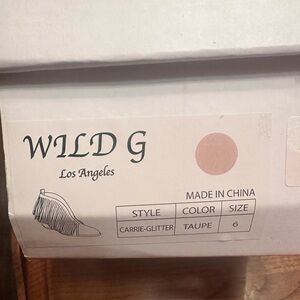 WILD G
Los Angeles
MADE IN CHINA
STYLE COLOR SIZE
CARRIE-GLITTER TAUPE 6